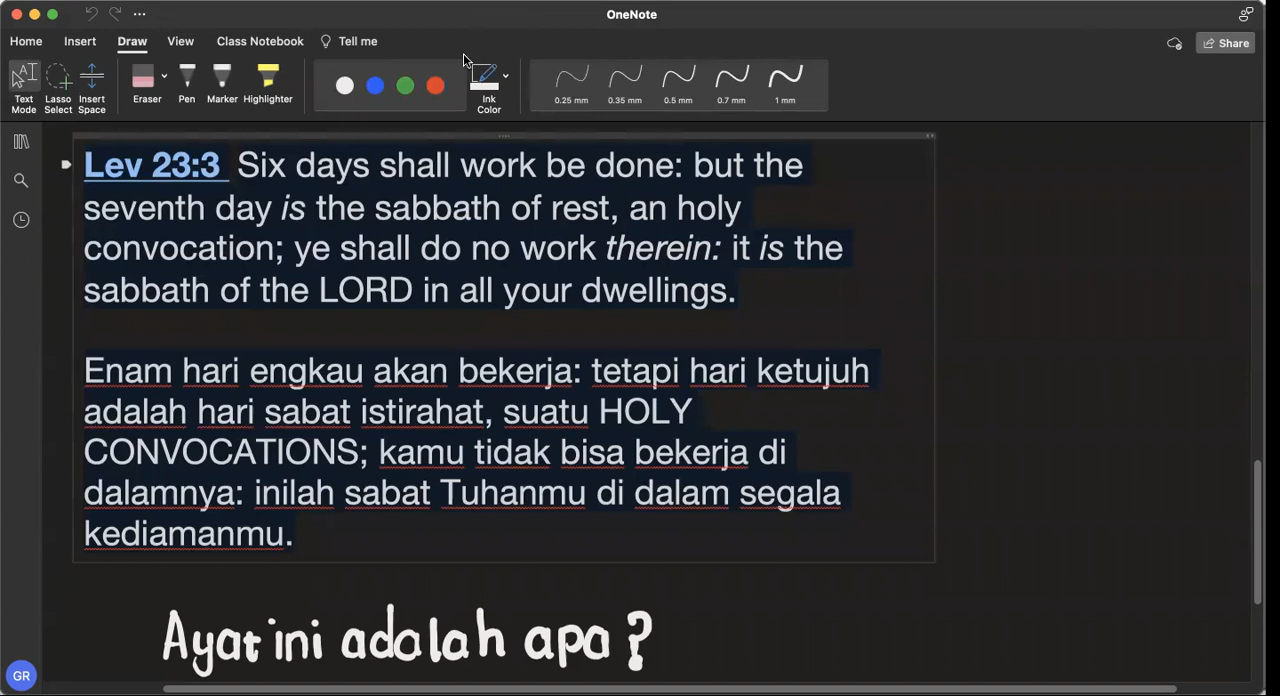 OneNote
Home Insert Draw View Class Notebook Tell me
Share
Text Mode
Lasso Select
Insert Space
Eraser
Pen
Marker
Highlighter
Ink Color
0.25 mm
0.35 mm
0.5 mm
0.7 mm
1 mm
Lev 23:3 Six days shall work be done: but the
seventh day is the sabbath of rest, an holy
convocation; ye shall do no work therein: it is the
sabbath of the LORD in all your dwellings.
Enam hari engkau akan bekerja: tetapi hari ketujuh
adalah hari sabat istirahat, suatu HOLY
CONVOCATIONS; kamu tidak bisa bekerja di
dalamnya: inilah sabat Tuhanmu di dalam segala
kediamanmu.
Ayat ini adalah apa?
GR